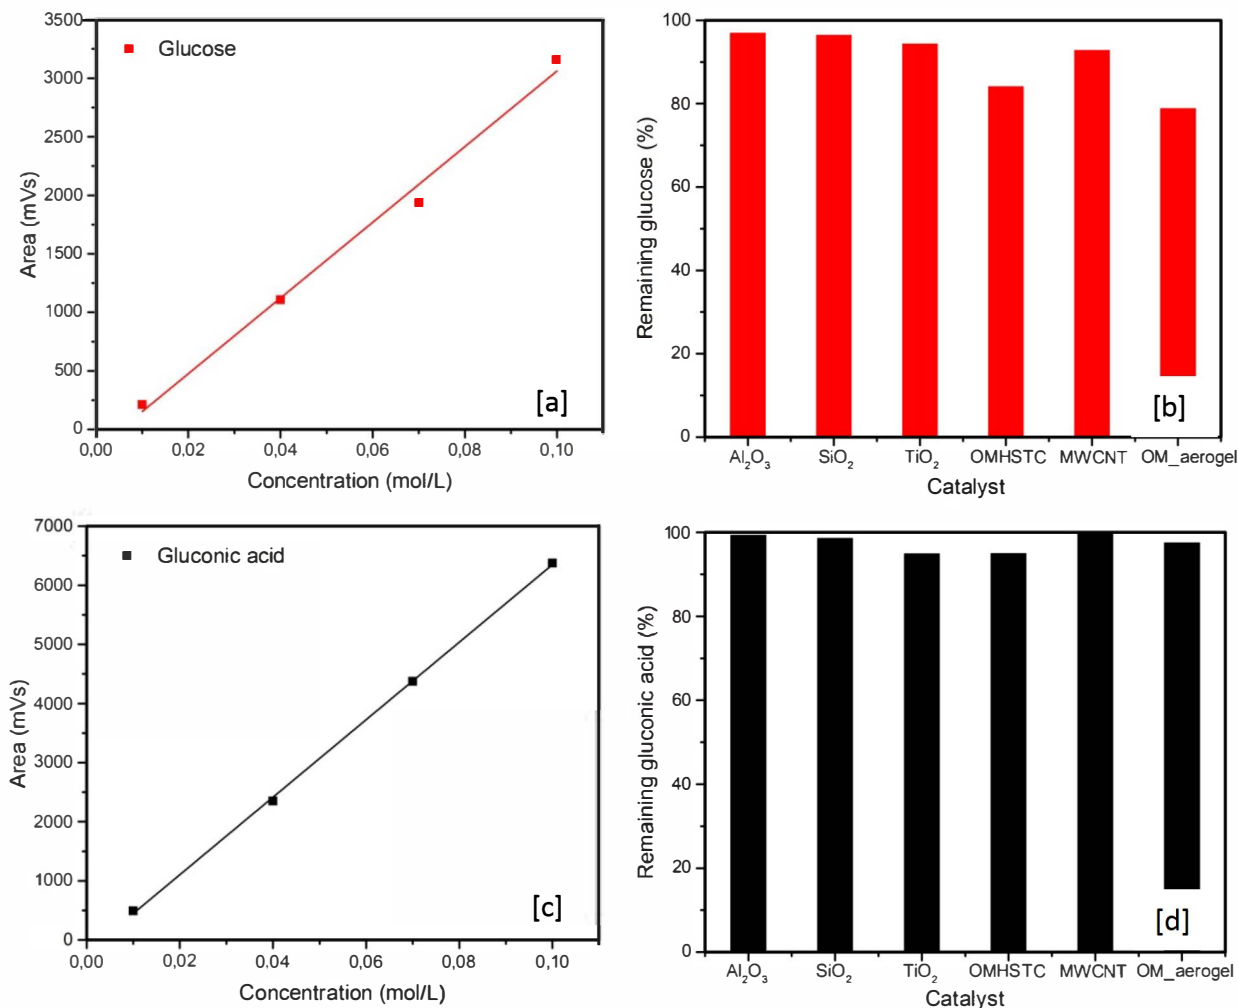 3500
3000
2500
2000
1500
1000
500
0
Area (mVs)
Glucose
[a]
0,00 0,02 0,04 0,06 0,08 0,10
Concentration (mol/L)
100
80
60
40
20
0
Remaining glucose (%)
[b]
Al₂O₃ SiO₂ TiO₂ OMHSTC MWCNT OM_aerogel
Catalyst
7000
6000
5000
4000
3000
2000
1000
0
Area (mVs)
Gluconic acid
[c]
0,00 0,02 0,04 0,06 0,08 0,10
Concentration (mol/L)
100
80
60
40
20
0
Remaining gluconic acid (%)
[d]
Al₂O₃ SiO₂ TiO₂ OMHSTC MWCNT OM_aerogel
Catalyst